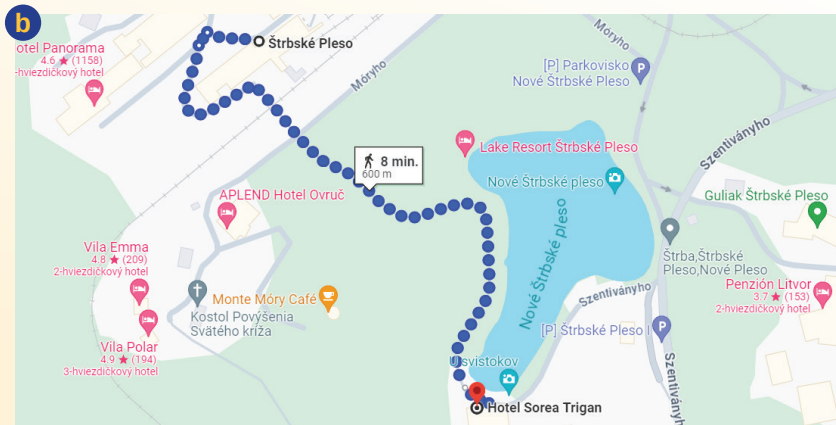 b
otel Panorama
4.6 ★ (1158)
-hviezdičkový hotel
Štrbské Pleso
Móryho
Móryho
[P] Parkovisko
Nové Štrbské Pleso
P
8 min.
600 m
Lake Resort Štrbské Pleso
Szentiványho
Nové Štrbské pleso
Guliak Štrbské Pleso
APLEND Hotel Ovruč
Nové Štrbské pleso
Vila Emma
4.8 ★ (209)
2-hviezdičkový hotel
Štrba,Štrbské
Pleso,Nové Pleso
Penzión Litvor
3.7 ★ (153)
2-hviezdičkový hotel
Szentiványho
Monte Móry Café
Kostol Povýšenia
Svätého kríža
[P] Štrbské Pleso I
P
Vila Polar
4.9 ★ (194)
3-hviezdičkový hotel
Szentiványho
svistokov
Hotel Sorea Trigan